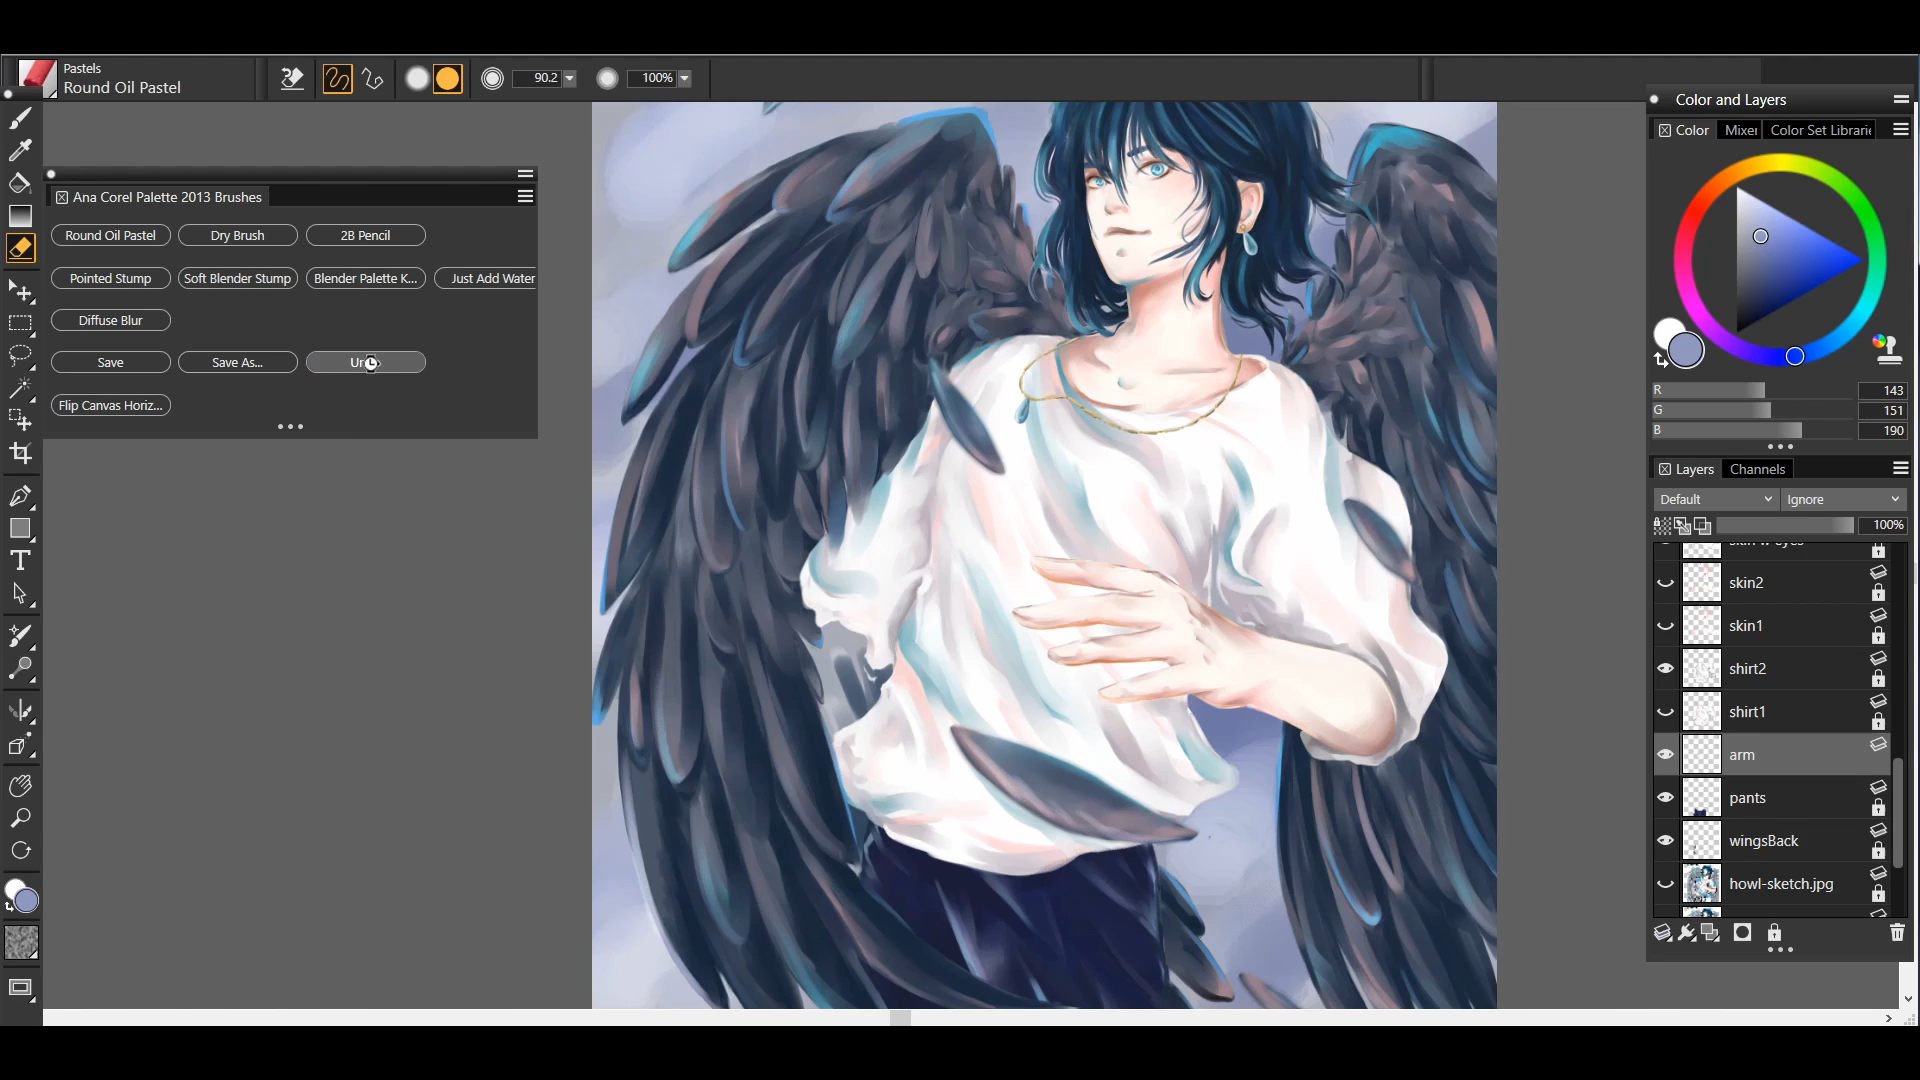 Pastels
Round Oil Pastel
90.2
100%
Color and Layers
Color
Mixer
Color Set Librarie
Ana Corel Palette 2013 Brushes
Round Oil Pastel
Dry Brush
2B Pencil
Pointed Stump
Soft Blender Stump
Blender Palette K...
Just Add Water
Diffuse Blur
Save
Save As...
Flip Canvas Horiz...
R 143
G 151
B 190
Layers
Channels
Default
Ignore
100%
skin w eyes
skin2
skin1
shirt2
shirt1
arm
pants
wingsBack
howl-sketch.jpg